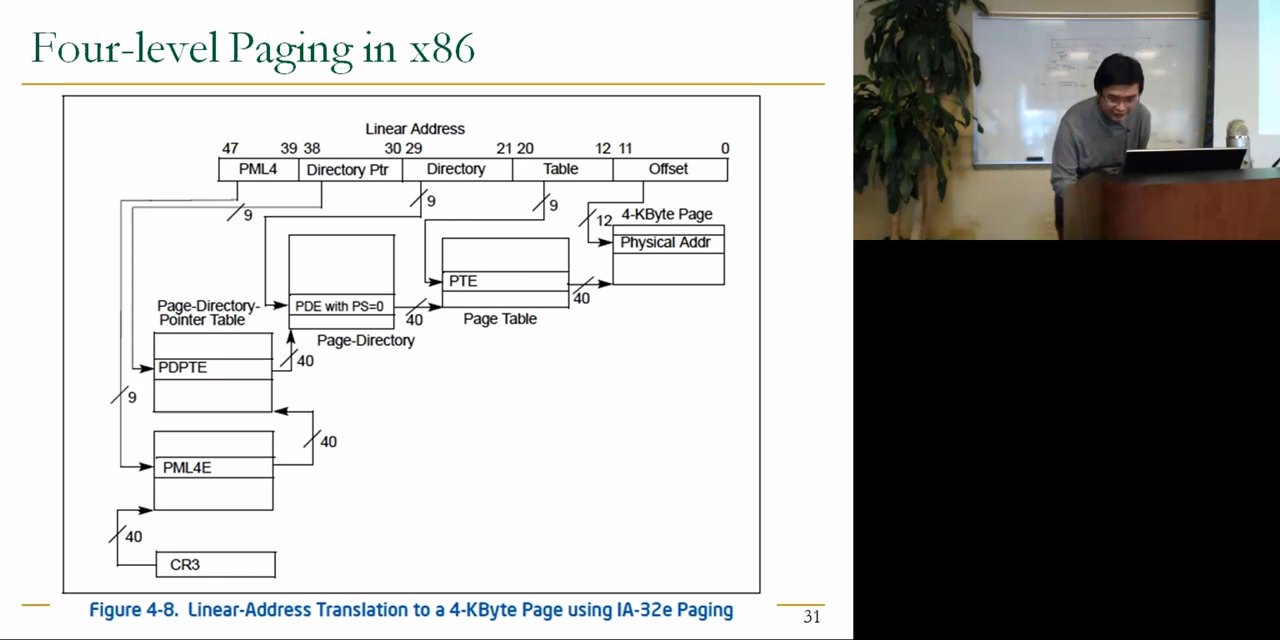 Four-level Paging in x86
Linear Address
47 39 38 30 29 21 20 12 11 0
PML4 Directory Ptr Directory Table Offset
9 9 9 12 4-KByte Page
Physical Addr
PTE
40
PDE with PS=0
40
Page Table
Page-Directory-
Pointer Table
Page-Directory
40
PDPTE
9
40
PML4E
40
CR3
Figure 4-8. Linear-Address Translation to a 4-KByte Page using IA-32e Paging
31